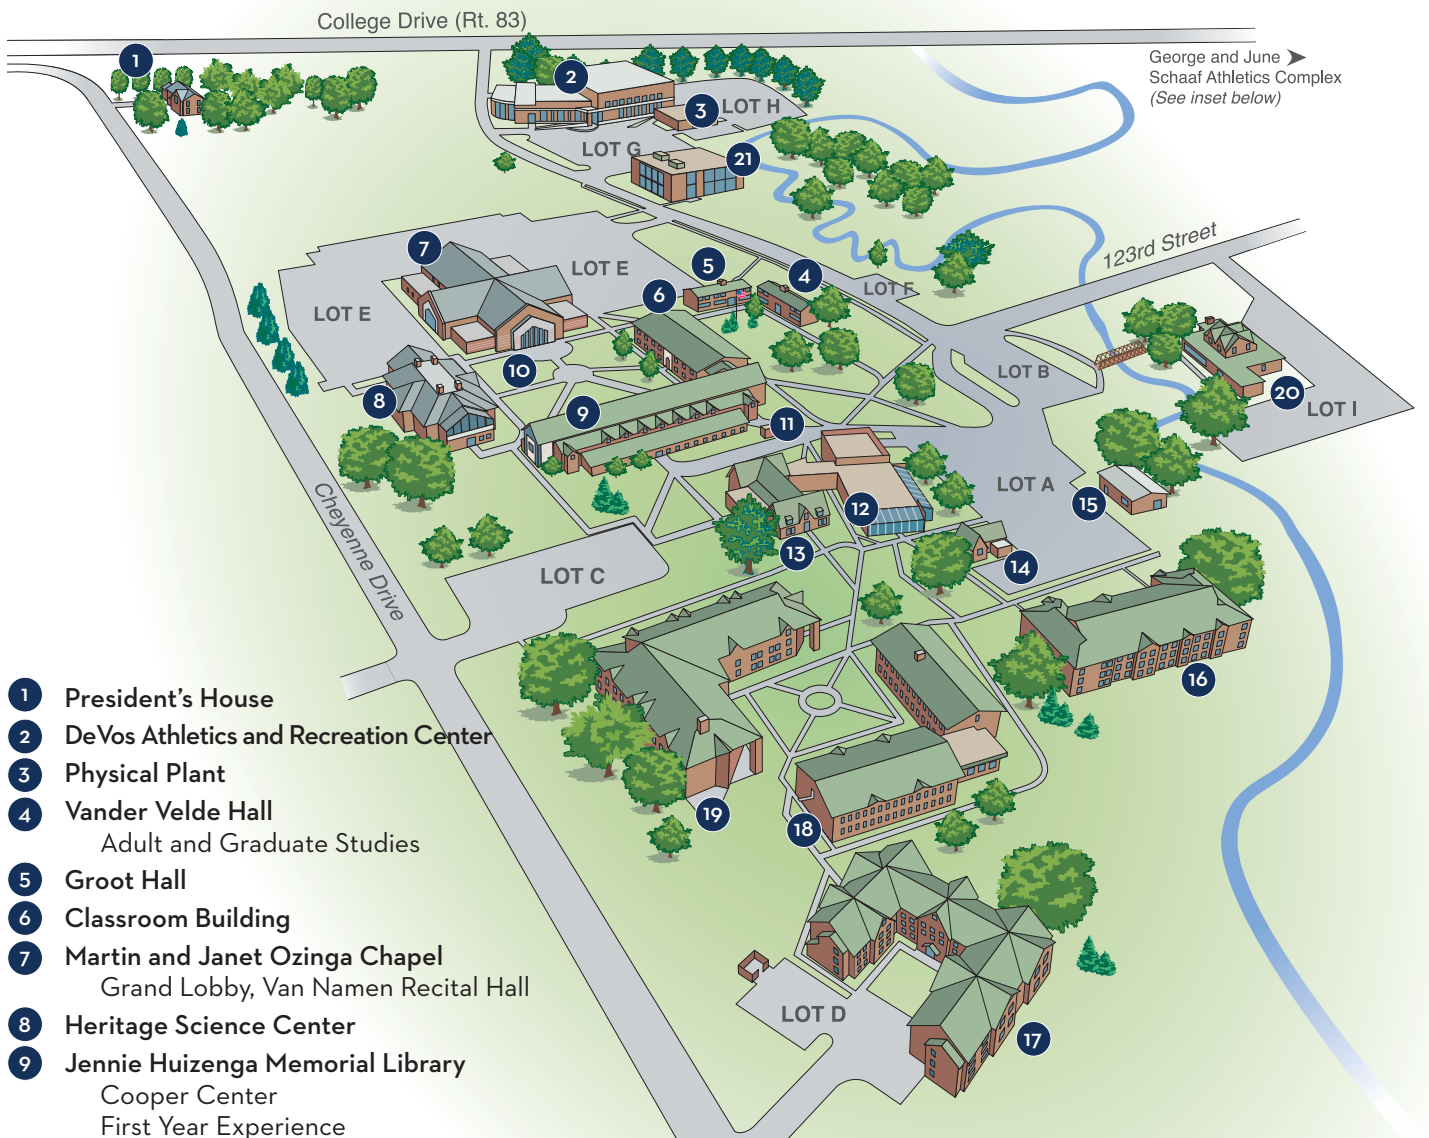 College Drive (Rt. 83)
George and June ➤
Schaaf Athletics Complex
(See inset below)
1
2
3
LOT H
LOT G
21
123rd Street
7
LOT E
5
4
6
LOT F
LOT E
10
LOT B
8
9
11
20
LOT I
LOT A
12
15
Cheyenne Drive
13
14
LOT C
16
19
18
LOT D
17
1 President's House
2 DeVos Athletics and Recreation Center
3 Physical Plant
4 Vander Velde Hall
Adult and Graduate Studies
5 Groot Hall
6 Classroom Building
7 Martin and Janet Ozinga Chapel
Grand Lobby, Van Namen Recital Hall
8 Heritage Science Center
9 Jennie Huizenga Memorial Library
Cooper Center
First Year Experience